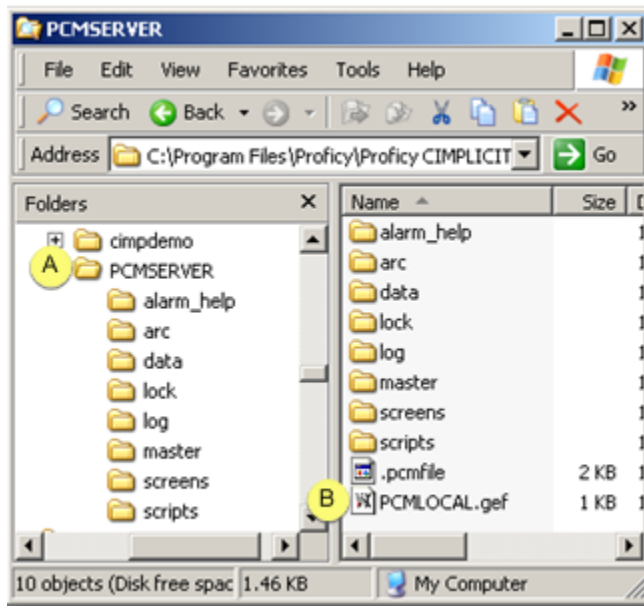 PCMSERVER
File Edit View Favorites Tools Help
Search Back »
Address C:\Program Files\Proficy\Proficy CIMPLICIT Go
Folders
cimpdemo
A PCMSERVER
alarm_help
arc
data
lock
log
master
screens
scripts
Name Size
alarm_help
arc
data
lock
log
master
screens
scripts
.pcmfile 2 KB 1
B PCMLOCAL.gef 1 KB 1
10 objects (Disk free spac 1.46 KB My Computer